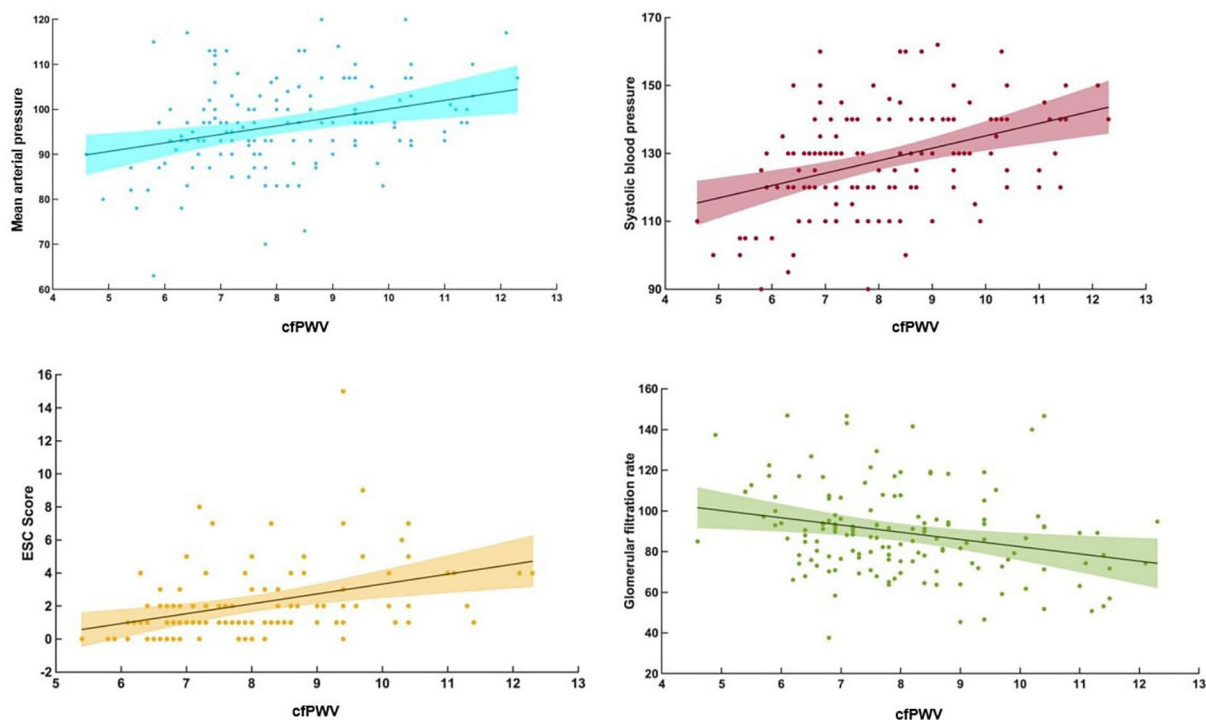 Mean arterial pressure
120
110
100
90
80
70
60
4 5 6 7 8 9 10 11 12 13
cfPWV
Systolic blood pressure
170
150
130
110
90
4 5 6 7 8 9 10 11 12 13
cfPWV
ESC Score
16
14
12
10
8
6
4
2
0
-2
5 6 7 8 9 10 11 12 13
cfPWV
Glomerular filtration rate
160
140
120
100
80
60
40
20
4 5 6 7 8 9 10 11 12 13
cfPWV